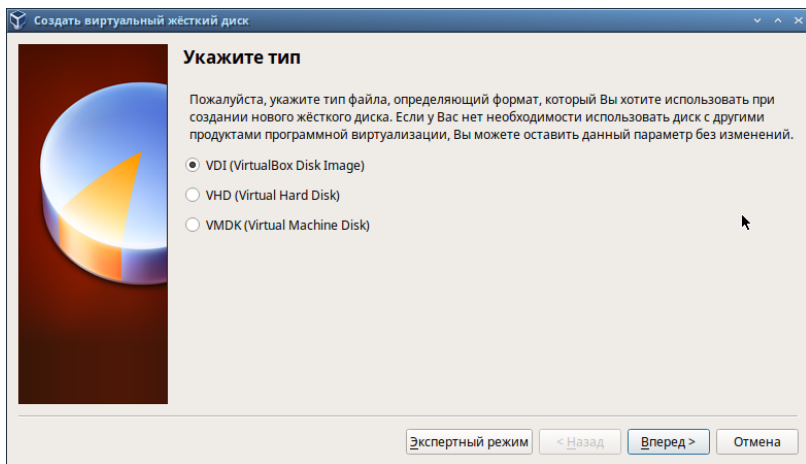 Создать виртуальный жёсткий диск
Укажите тип
Пожалуйста, укажите тип файла, определяющий формат, который Вы хотите использовать при
создании нового жёсткого диска. Если у Вас нет необходимости использовать диск с другими
продуктами программной виртуализации, Вы можете оставить данный параметр без изменений.
VDI (VirtualBox Disk Image)
VHD (Virtual Hard Disk)
VMDK (Virtual Machine Disk)
Экспертный режим < Назад Вперед > Отмена